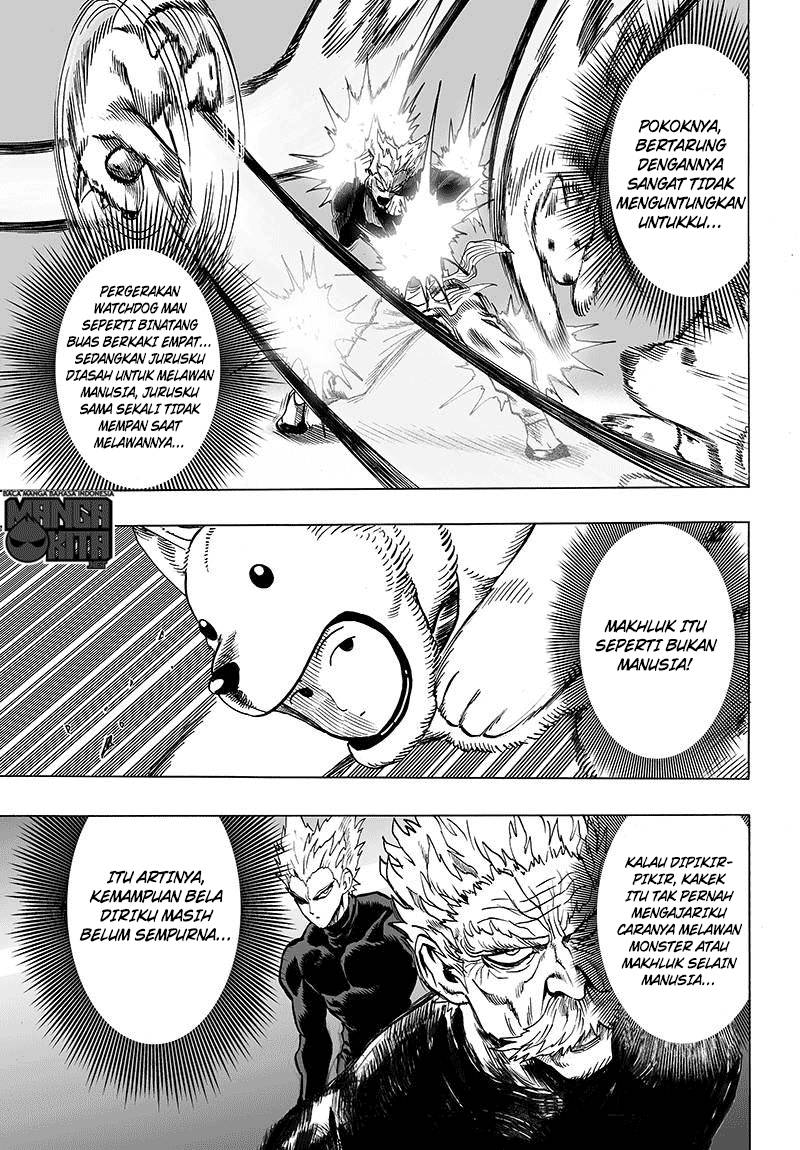 POKOKNYA,
BERTARUNG
DENGANNYA
SANGAT TIDAK
MENGUNTUNGKAN
UNTUKKU...
PERGERAKAN
WATCHDOG MAN
SEPERTI BINATANG
BUAS BERKAKI EMPAT...
SEDANGKAN JURUSKU
DIASAH UNTUK MELAWAN
MANUSIA, JURUSKU
SAMA SEKALI TIDAK
MEMPAN SAAT
MELAWANNYA...
BACA MANGA BAHASA INDONESIA
MANGA
KITA
MAKHLUK ITU
SEPERTI BUKAN
MANUSIA!
KALAU DIPIKIR-
PIKIR, KAKEK
ITU TAK PERNAH
MENGAJARIKU
CARANYA MELAWAN
MONSTER ATAU
MAKHLUK SELAIN
MANUSIA...
ITU ARTINYA,
KEMAMPUAN BELA
DIRIKU MASIH
BELUM SEMPURNA...